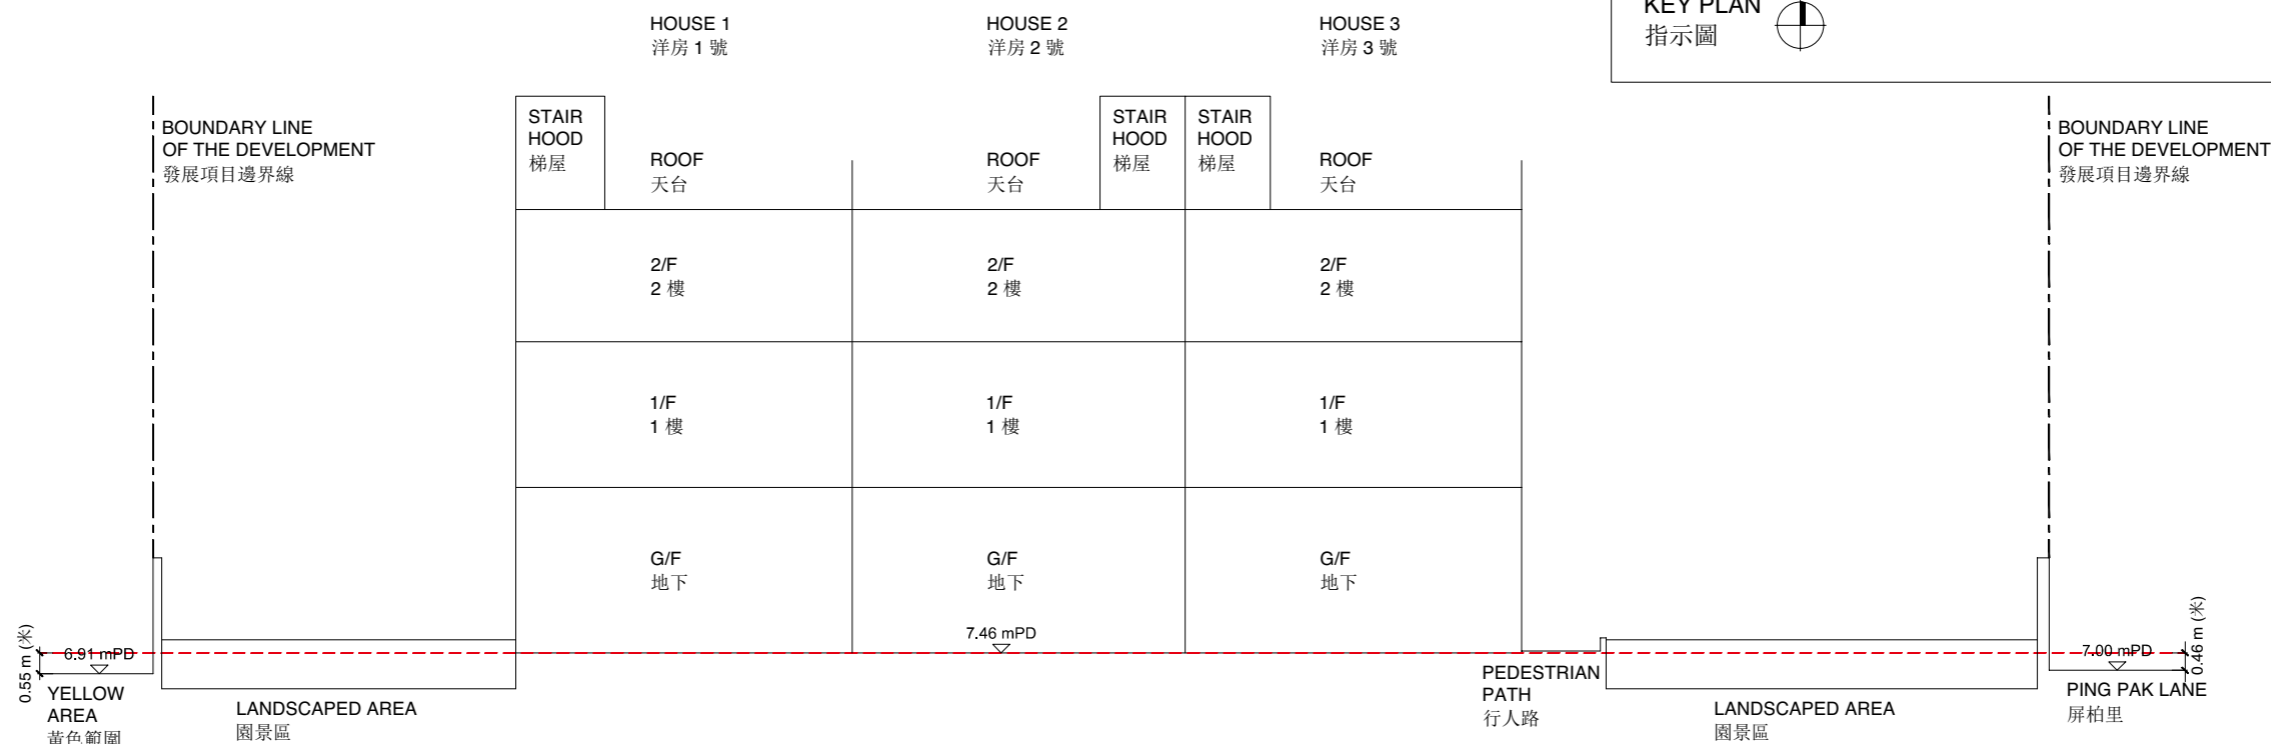 KEY PLAN
指示圖
HOUSE 1
洋房 1 號
HOUSE 2
洋房 2 號
HOUSE 3
洋房 3 號
BOUNDARY LINE
OF THE DEVELOPMENT
發展項目邊界線
STAIR
HOOD
梯屋
ROOF
天台
ROOF
天台
STAIR
HOOD
梯屋
STAIR
HOOD
梯屋
ROOF
天台
BOUNDARY LINE
OF THE DEVELOPMENT
發展項目邊界線
2/F
2 樓
2/F
2 樓
2/F
2 樓
1/F
1 樓
1/F
1 樓
1/F
1 樓
G/F
地下
G/F
地下
G/F
地下
0.55 m (米)
6.91 mPD
7.46 mPD
7.00 mPD
0.46 m (米)
YELLOW
AREA
黃色範圍
LANDSCAPED AREA
園景區
PEDESTRIAN
PATH
行人路
LANDSCAPED AREA
園景區
PING PAK LANE
屏柏里